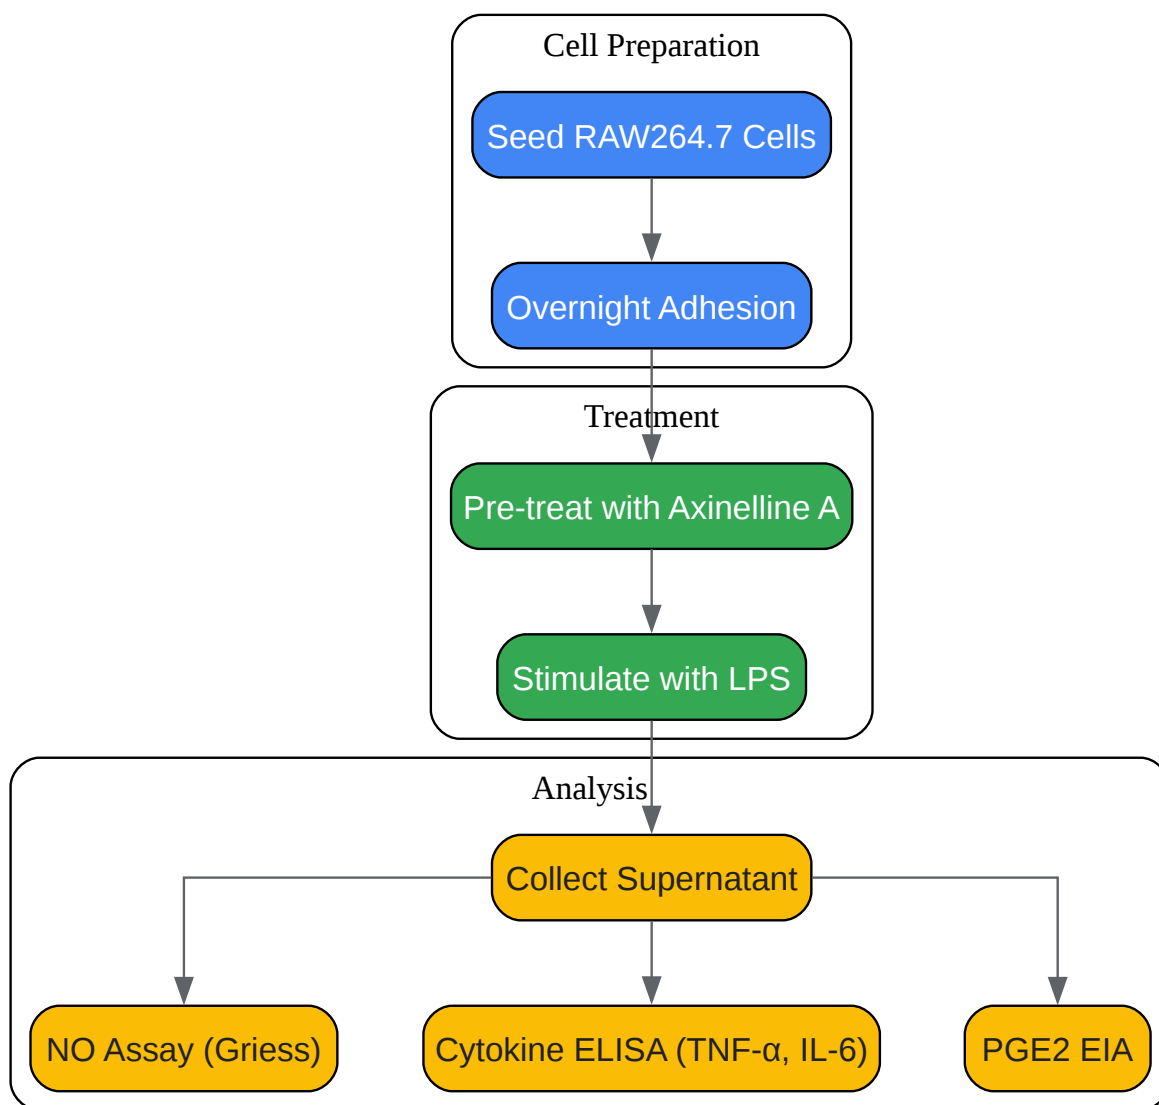 Cell Preparation
Seed RAW264.7 Cells
Overnight Adhesion
Treatment
Pre-treat with Axinelline A
Stimulate with LPS
Analysis
Collect Supernatant
NO Assay (Griess)
Cytokine ELISA (TNF-α, IL-6)
PGE2 EIA